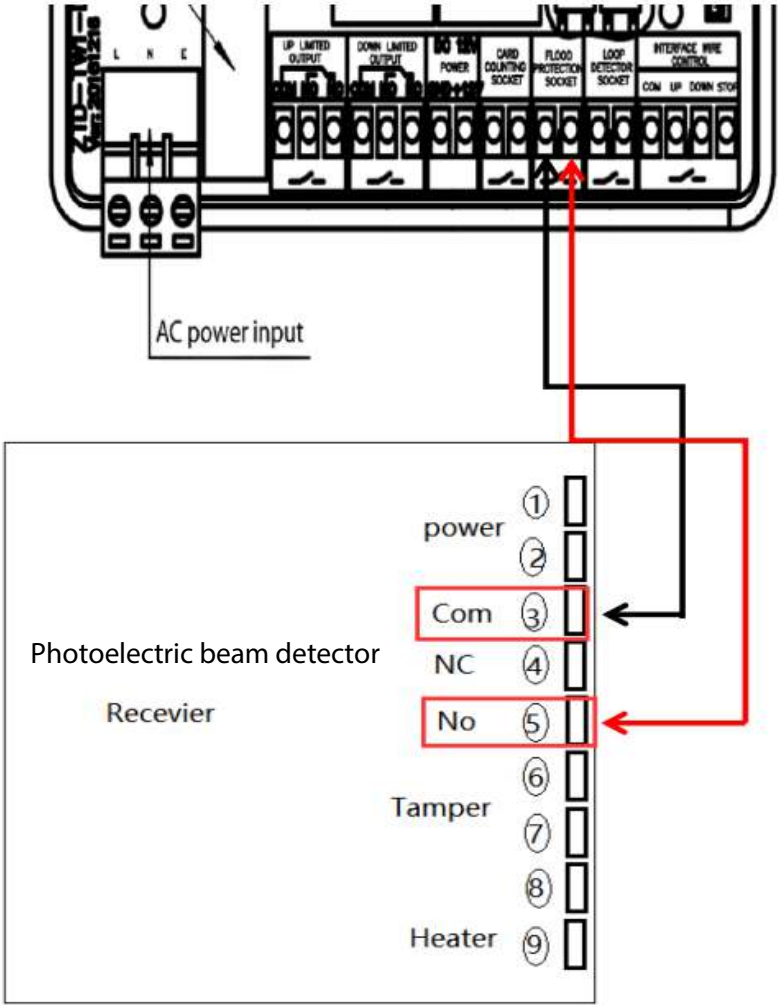 L N E
UP LIMITED
OUTPUT
DOWN LIMITED
OUTPUT
DC 12V
POWER
CARD
COUNTING
SOCKET
FLOOD
PROTECTION
SOCKET
LOOP
DETECTOR
SOCKET
INTERFACE WIRE
CONTROL
COM UP DOWN STOP
AC power input
power
1
2
Com 3
Photoelectric beam detector
NC 4
Recevier
No 5
6
Tamper
7
8
Heater 9